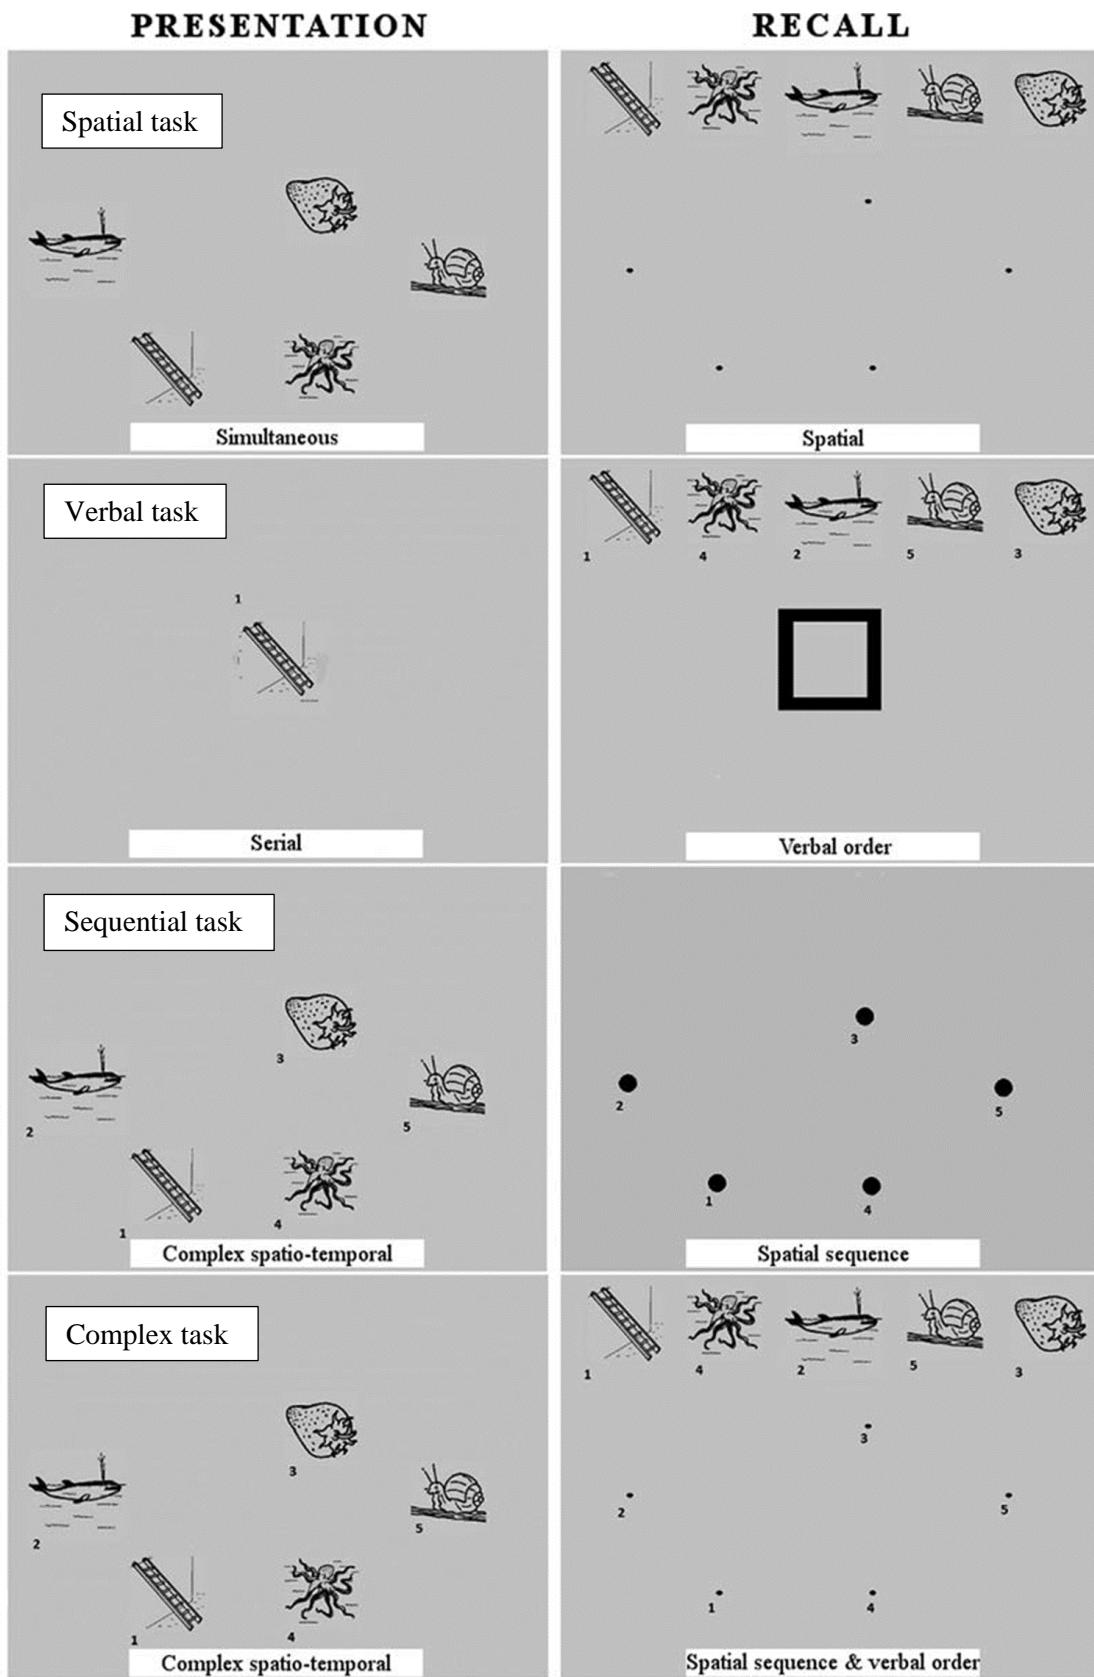 PRESENTATION
RECALL
Spatial task
Simultaneous
Spatial
Verbal task
1
Serial
1 4 2 5 3
Verbal order
Sequential task
3
2
5
1
4
Complex spatio-temporal
3
2
5
1
4
Spatial sequence
Complex task
3
2
5
1
4
Complex spatio-temporal
1 4 2 5 3
3
2
5
1
4
Spatial sequence & verbal order